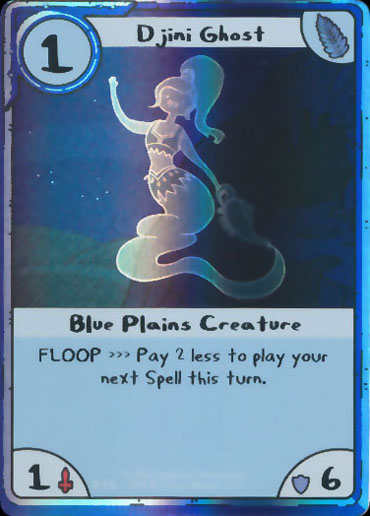 1
Djini Ghost
Blue Plains Creature
FLOOP >>> Pay 2 less to play your
next Spell this turn.
1
6